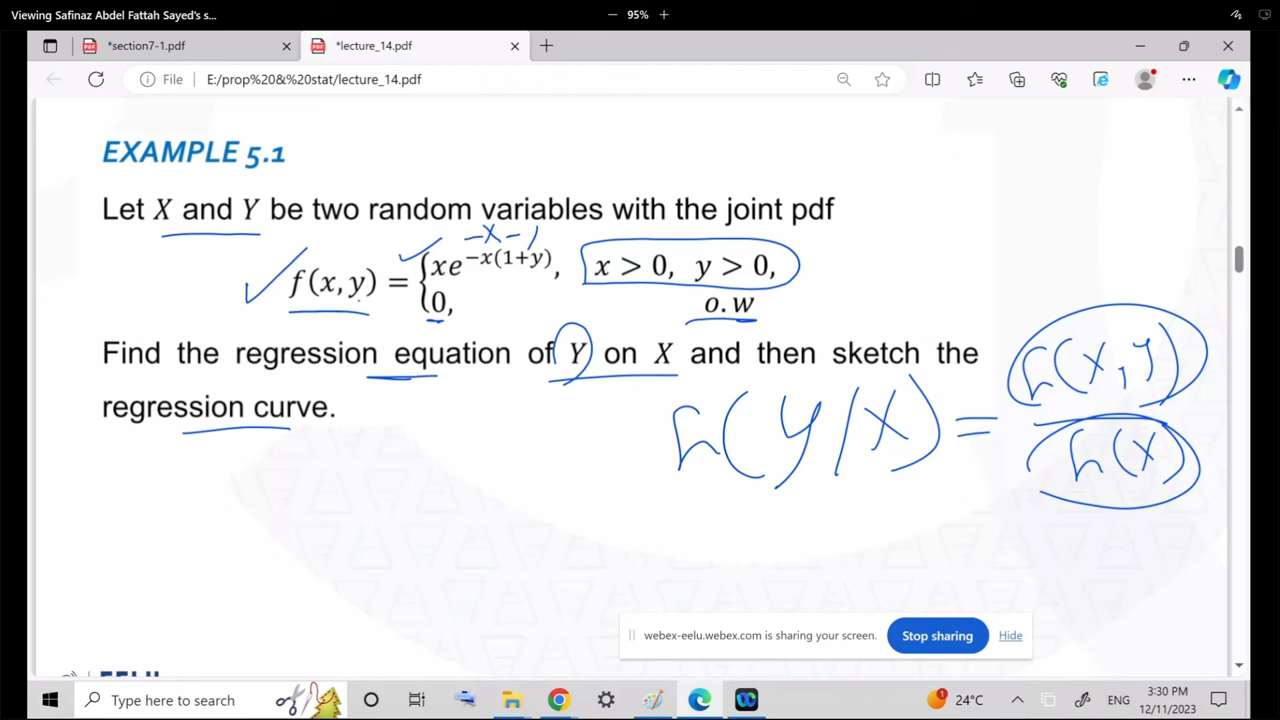 Viewing Safinaz Abdel Fattah Sayed's s...
95%
*section7-1.pdf
*lecture_14.pdf
File
E:/prop%20&%20stat/lecture_14.pdf
EXAMPLE 5.1
Let X and Y be two random variables with the joint pdf
-x-
f(x,y) = {xe^{-x(1+y)}, x > 0, y > 0,
0, o.w
Find the regression equation of Y on X and then sketch the
regression curve.
h(y/x) = h(x,y)
h(x)
webex-eelu.webex.com is sharing your screen.
Stop sharing
Hide
EELU
Type here to search
1
24°C
ENG
3:30 PM
12/11/2023